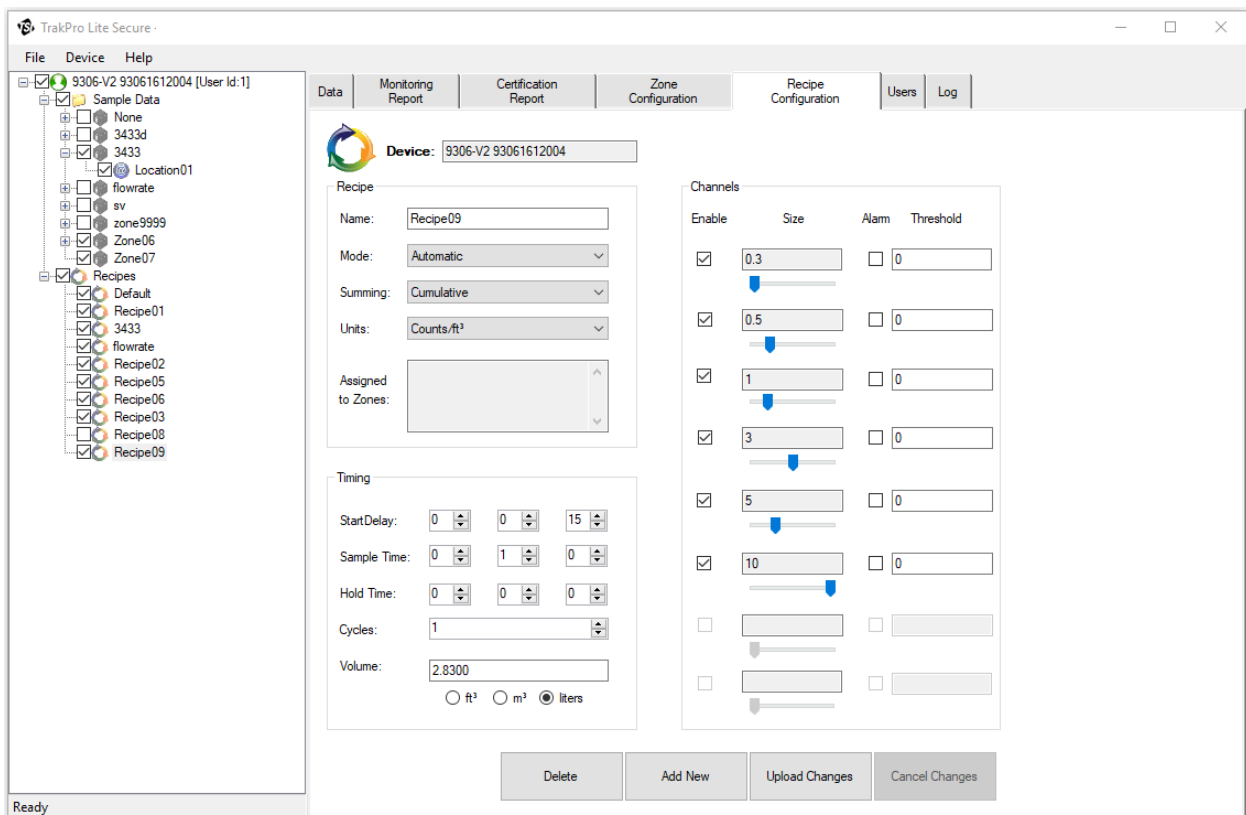 TSI TrakPro Lite Secure -
File Device Help
9306-V2 93061612004 [User Id:1]
Sample Data
None
3433d
3433
Location01
flowrate
sv
zone9999
Zone06
Zone07
Recipes
Default
Recipe01
3433
flowrate
Recipe02
Recipe05
Recipe06
Recipe03
Recipe08
Recipe09
Ready
Data
Monitoring
Report
Certification
Report
Zone
Configuration
Recipe
Configuration
Users
Log
Device: 9306-V2 93061612004
Recipe
Name: Recipe09
Mode: Automatic
Summing: Cumulative
Units: Counts/ft³
Assigned
to Zones:
Timing
StartDelay: 0 0 15
Sample Time: 0 1 0
Hold Time: 0 0 0
Cycles: 1
Volume: 2.8300
ft³ m³ liters
Channels
Enable Size Alarm Threshold
0.3 0
0.5 0
1 0
3 0
5 0
10 0
Delete Add New Upload Changes Cancel Changes